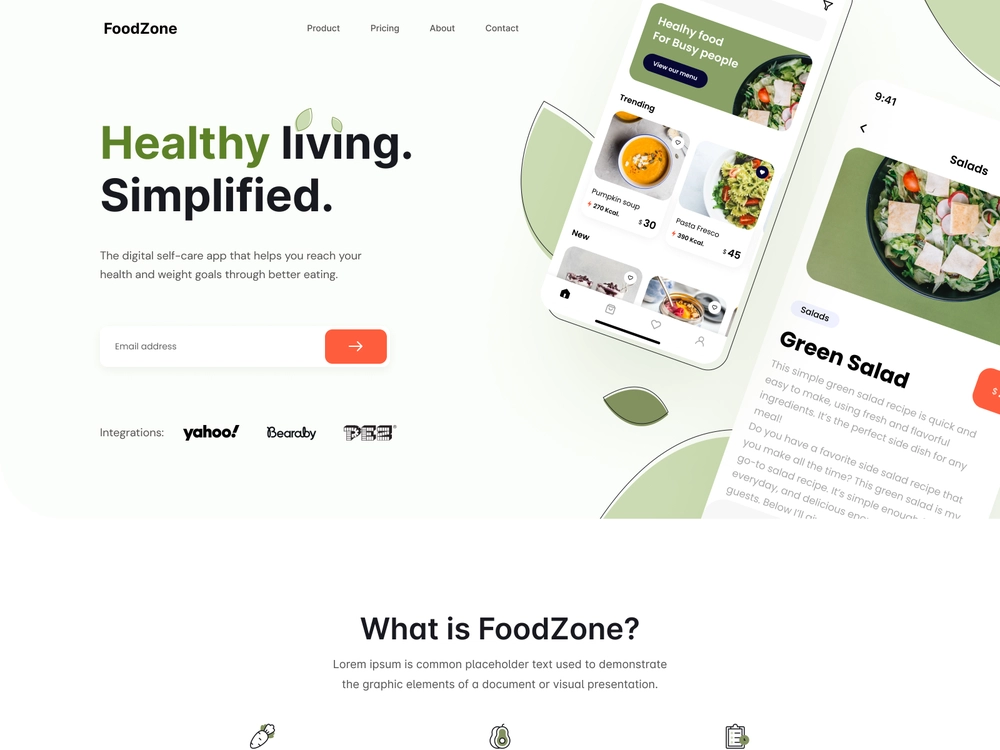 FoodZone
Product
Pricing
About
Contact
Healthy living.
Simplified.
The digital self-care app that helps you reach your
health and weight goals through better eating.
Email address
Integrations:
yahoo!
Bearaby
PEZ
Healhy food
For Busy people
View our menu
Trending
Pumpkin soup
270 Kcal.
$ 30
Pasta Fresco
390 Kcal.
$ 45
New
9:41
Salads
Salads
Green Salad
$
This simple green salad recipe is quick and
easy to make, using fresh and flavorful
ingredients. It's the perfect side dish for any
meal!
Do you have a favorite side salad recipe that
you make all the time? This green salad is my
go-to salad recipe. It's simple enough
everyday, and delicious
guests. Below I'll
What is FoodZone?
Lorem ipsum is common placeholder text used to demonstrate
the graphic elements of a document or visual presentation.